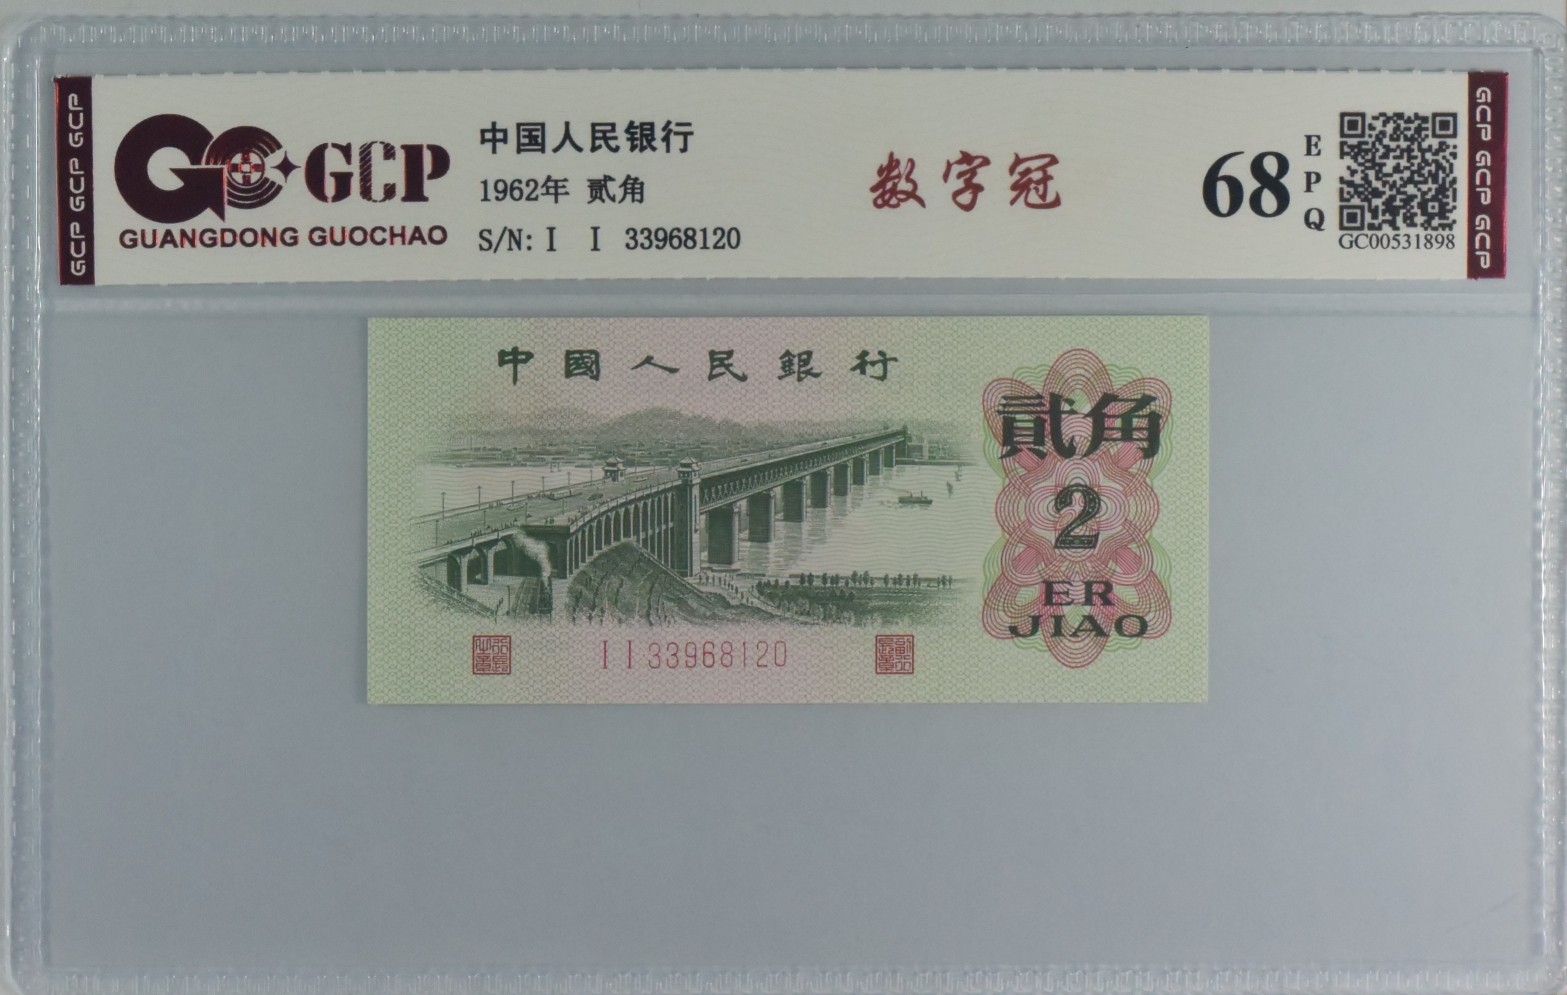 GCP GCP GCP
GCP
GUANGDONG GUOCHAO
中国人民银行
1962年 贰角
S/N: I I 33968120
数字冠
68
EPQ
GC00531898
GCP GCP GCP
中國人民銀行
貳角
2
ER
JIAO
I I 33968120